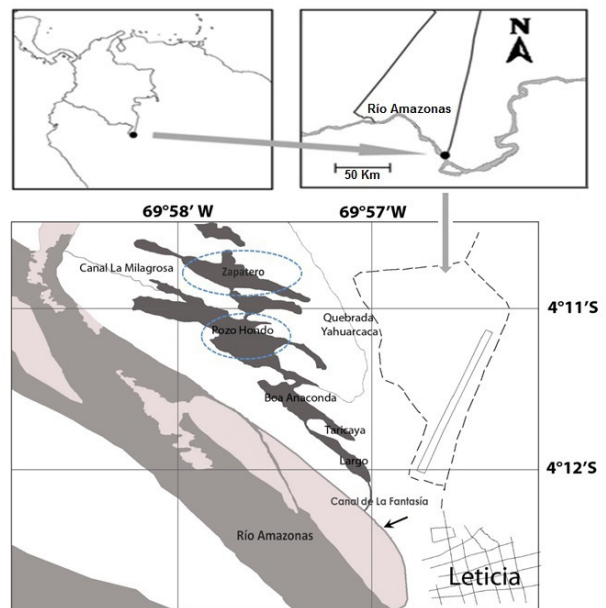 N
Río Amazonas
50 Km
69°58' W
69°57'W
Canal La Milagrosa
Zapatero
4°11'S
Quebrada
Yahuarcaca
Pozo Hondo
Boa Anaconda
Taricaya
Largo
4°12'S
Canal de La Fantasía
Río Amazonas
Leticia